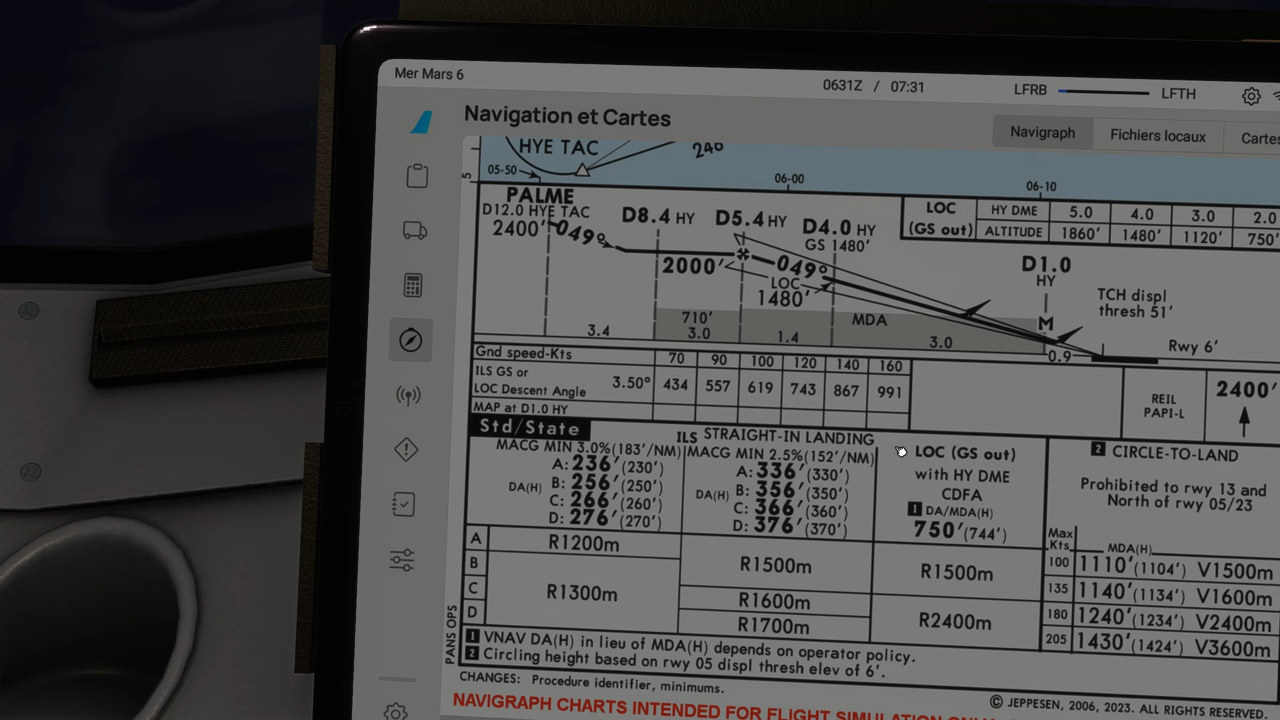 Mer Mars 6
0631Z / 07:31
LFRB
LFTH
Navigation et Cartes
Navigraph
Fichiers locaux
Cartes
HYE TAC
246
5
05-50
06-00
06-10
PALME
D12.0 HYE TAC
2400'
049°
D8.4 HY
D5.4 HY
D4.0 HY
GS 1480'
2000'
049°
LOC
1480'
D1.0
HY
M
TCH displ
thresh 51'
Rwy 6'
MDA
710'
3.4
3.0
1.4
3.0
0.9
LOC
(GS out)
HY DME 5.0 4.0 3.0 2.0
ALTITUDE 1860' 1480' 1120' 750'
Gnd speed-Kts 70 90 100 120 140 160
ILS GS or
LOC Descent Angle 3.50° 434 557 619 743 867 991
MAP at D1.0 HY
REIL
PAPI-L
2400'
Std/State
ILS STRAIGHT-IN LANDING
MACG MIN 3.0%(183'/NM)
A: 236'(230')
B: 256'(250')
DA(H)
C: 266'(260')
D: 276'(270')
MACG MIN 2.5%(152'/NM)
A: 336'(330')
B: 356'(350')
DA(H)
C: 366'(360')
D: 376'(370')
LOC (GS out)
with HY DME
CDFA
1 DA/MDA(H)
750'(744')
2 CIRCLE-TO-LAND
Prohibited to rwy 13 and
North of rwy 05/23
Max
Kts
MDA(H)
100 1110'(1104') V1500m
135 1140'(1134') V1600m
180 1240'(1234') V2400m
205 1430'(1424') V3600m
A
B
C
D
R1200m
R1300m
R1500m
R1600m
R1700m
R1500m
R2400m
PANS OPS
1 VNAV DA(H) in lieu of MDA(H) depends on operator policy.
2 Circling height based on rwy 05 displ thresh elev of 6'.
CHANGES: Procedure identifier, minimums.
© JEPPESEN, 2006, 2023. ALL RIGHTS RESERVED.
NAVIGRAPH CHARTS INTENDED FOR FLIGHT SIMULATION